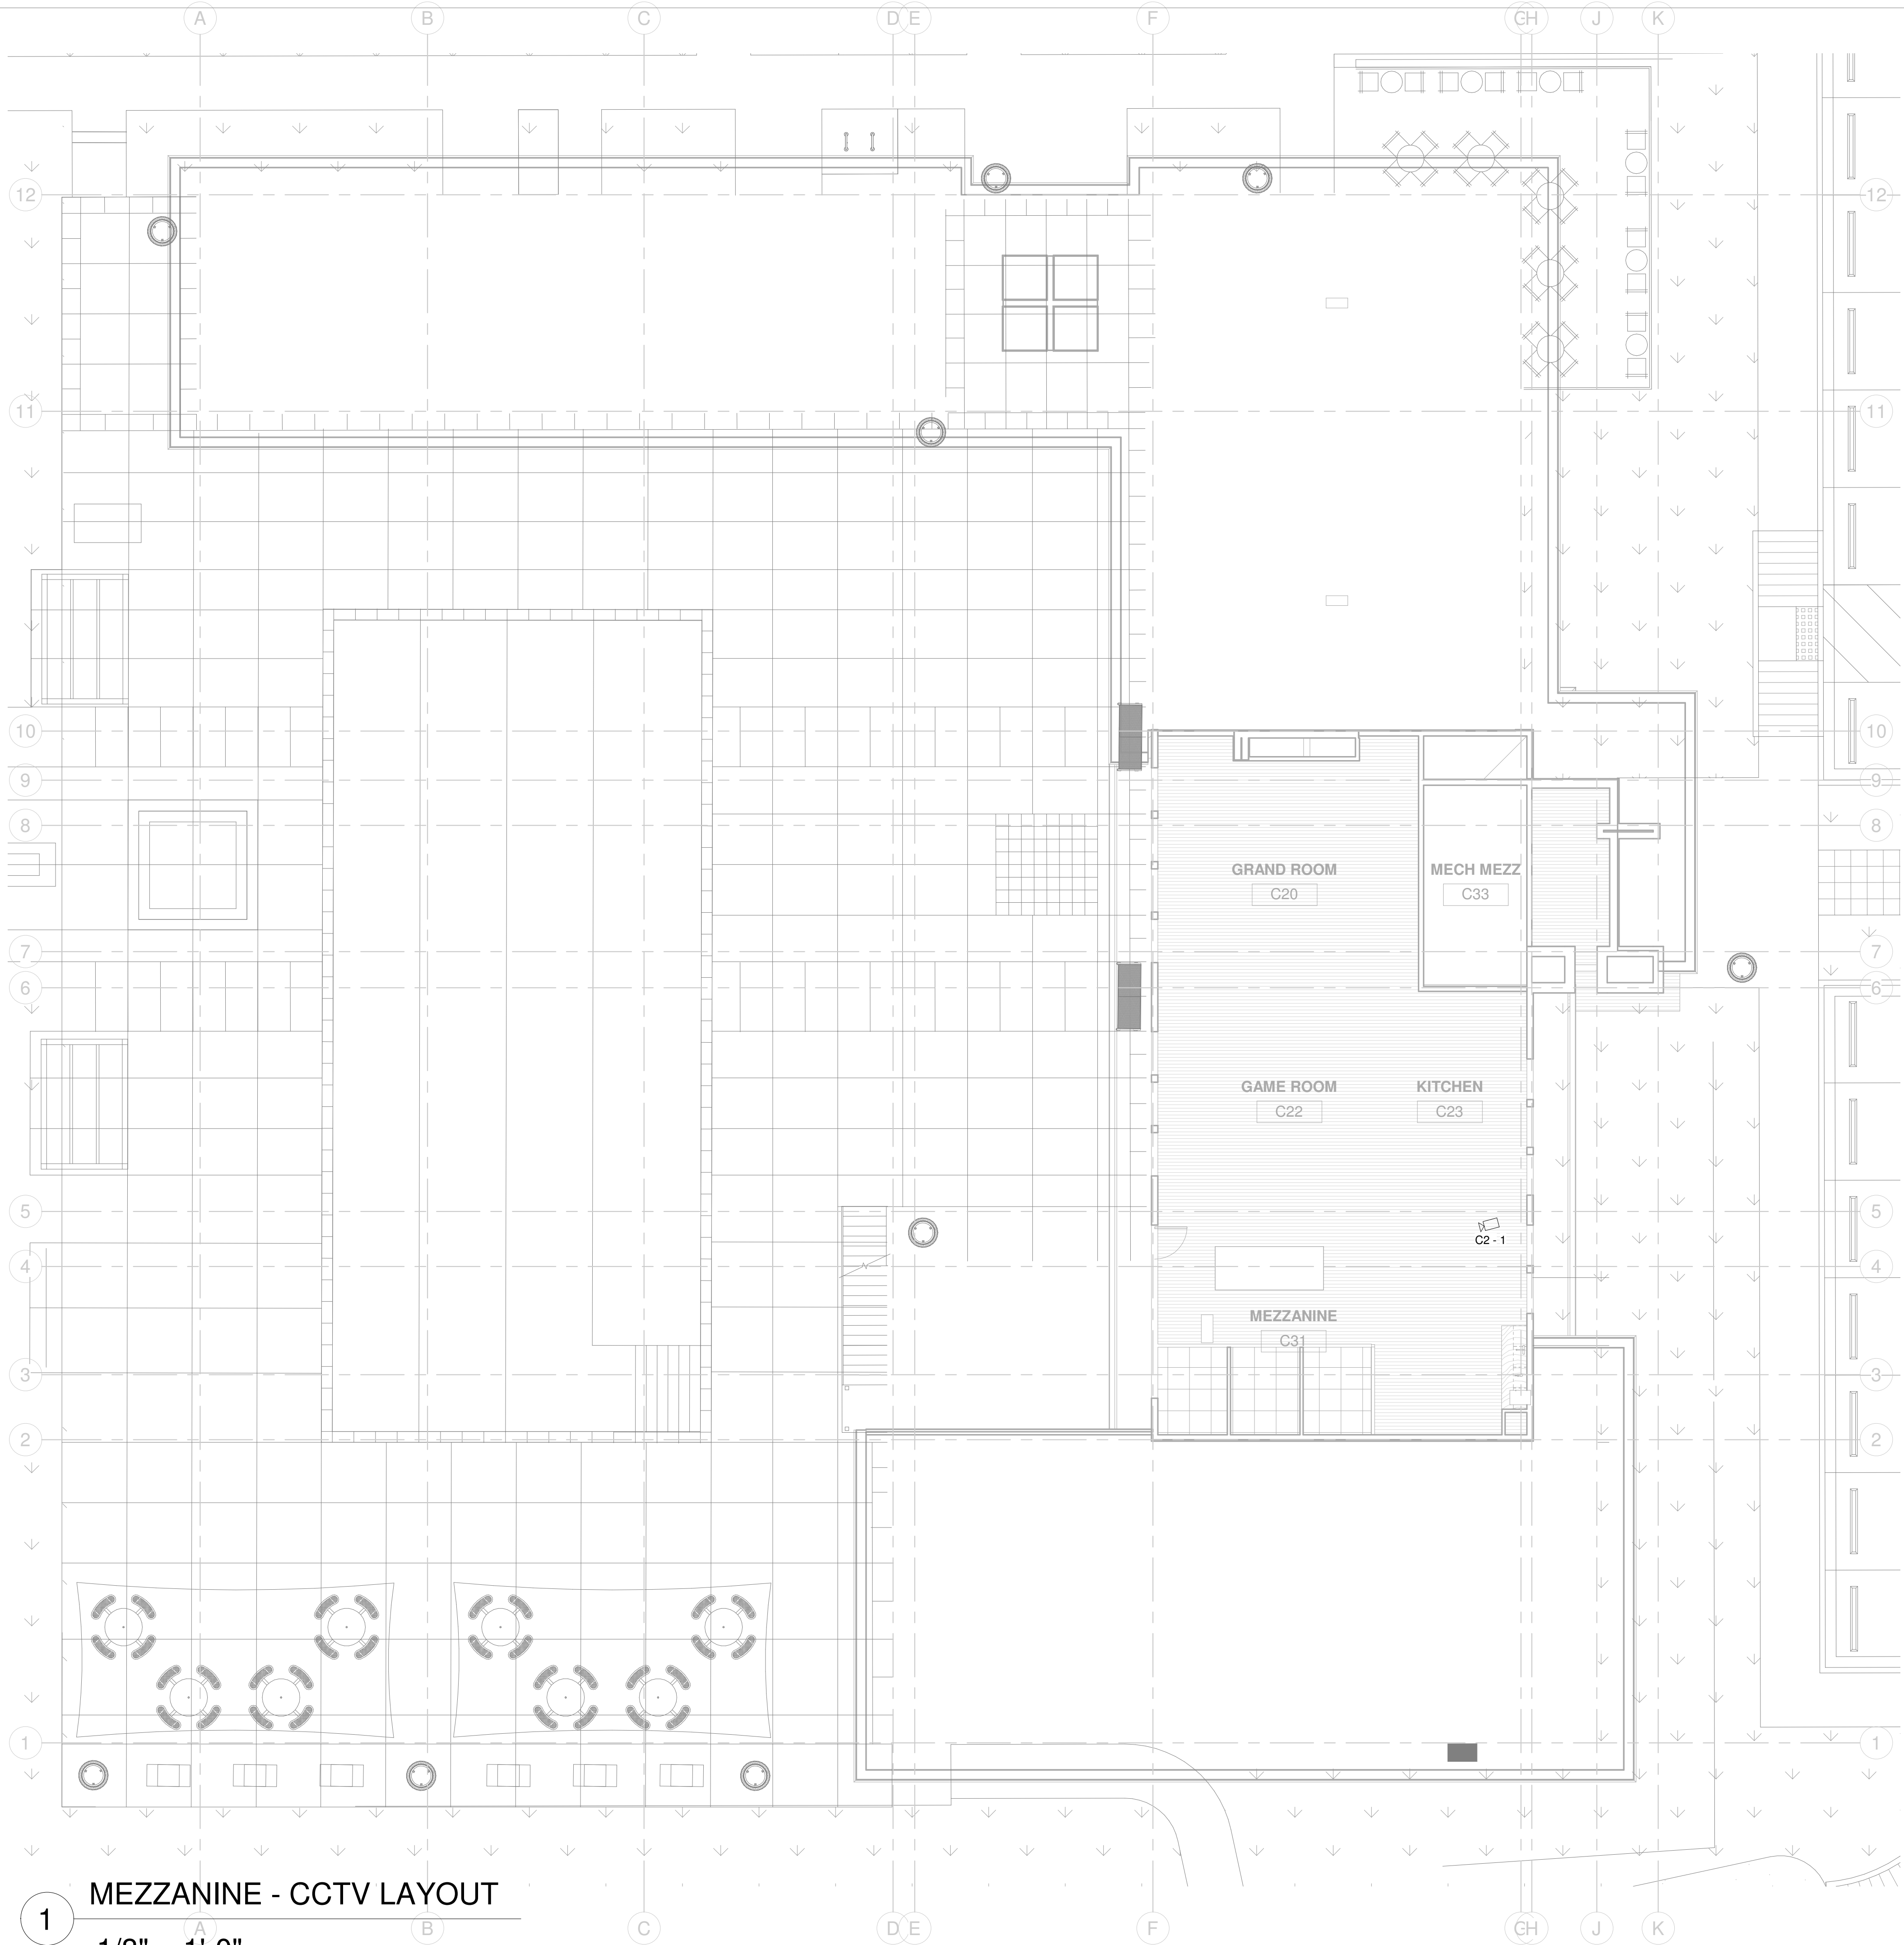 A B C D E F G H J K
12 12
11 11
10 10
9 9
8 8
GRAND ROOM MECH MEZZ
C20 C33
7 7
6 6
GAME ROOM KITCHEN
C22 C23
5 5
C2 - 1
4 4
MEZZANINE
C31
3 3
2 2
1 1
MEZZANINE - CCTV LAYOUT
1
A B C D E F G H J K